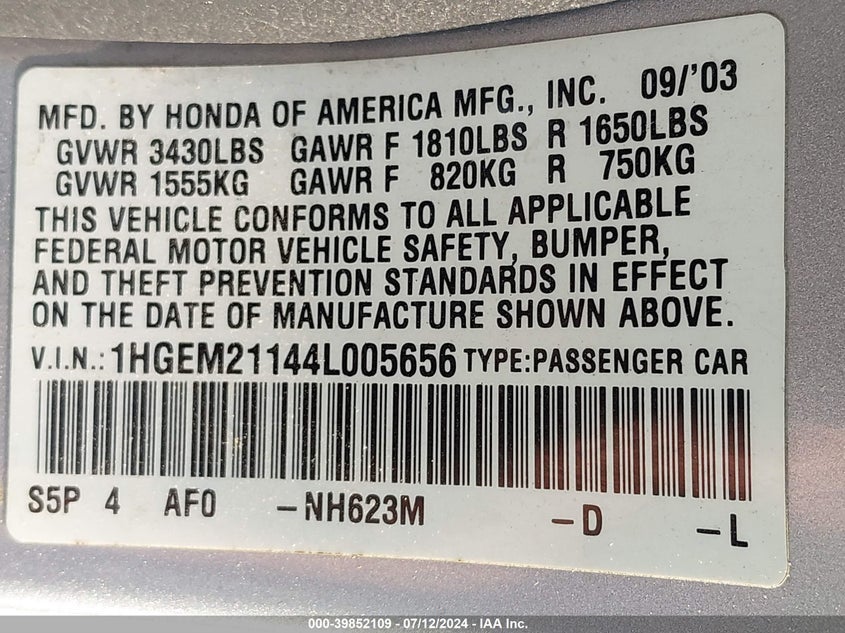 MFD. BY HONDA OF AMERICA MFG., INC. 09/'03
GVWR 3430LBS GAWR F 1810LBS R 1650LBS
GVWR 1555KG GAWR F 820KG R 750KG
THIS VEHICLE CONFORMS TO ALL APPLICABLE
FEDERAL MOTOR VEHICLE SAFETY, BUMPER,
AND THEFT PREVENTION STANDARDS IN EFFECT
ON THE DATE OF MANUFACTURE SHOWN ABOVE.
V.I.N.: 1HGEM21144L005656 TYPE:PASSENGER CAR
S5P 4 AF0 -NH623M -D -L
000-39852109 - 07/12/2024 - © IAA Inc.